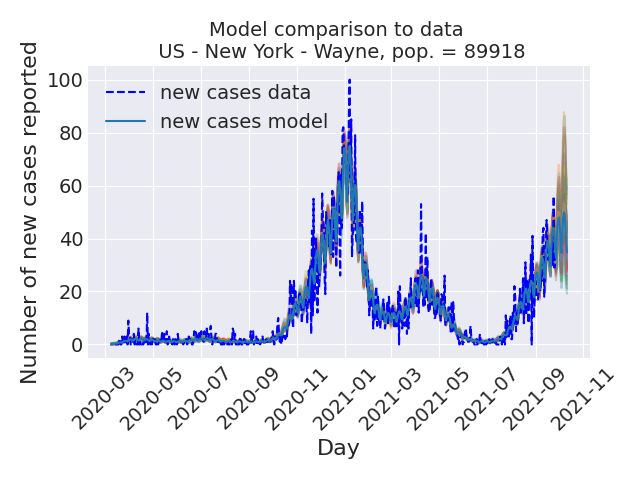 Model comparison to data
US - New York - Wayne, pop. = 89918
Number of new cases reported
100
80
60
40
20
0
new cases data
new cases model
2020-03
2020-05
2020-07
2020-09
2020-11
2021-01
2021-03
2021-05
2021-07
2021-09
2021-11
Day